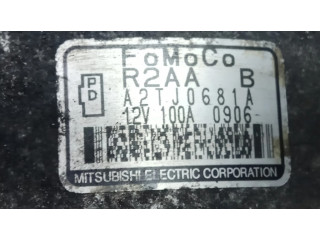 FoMoCo
PD
R2AA B
A2TJ0681A
12V 100A 0906-
MITSUBISHI ELECTRIC CORPORATION